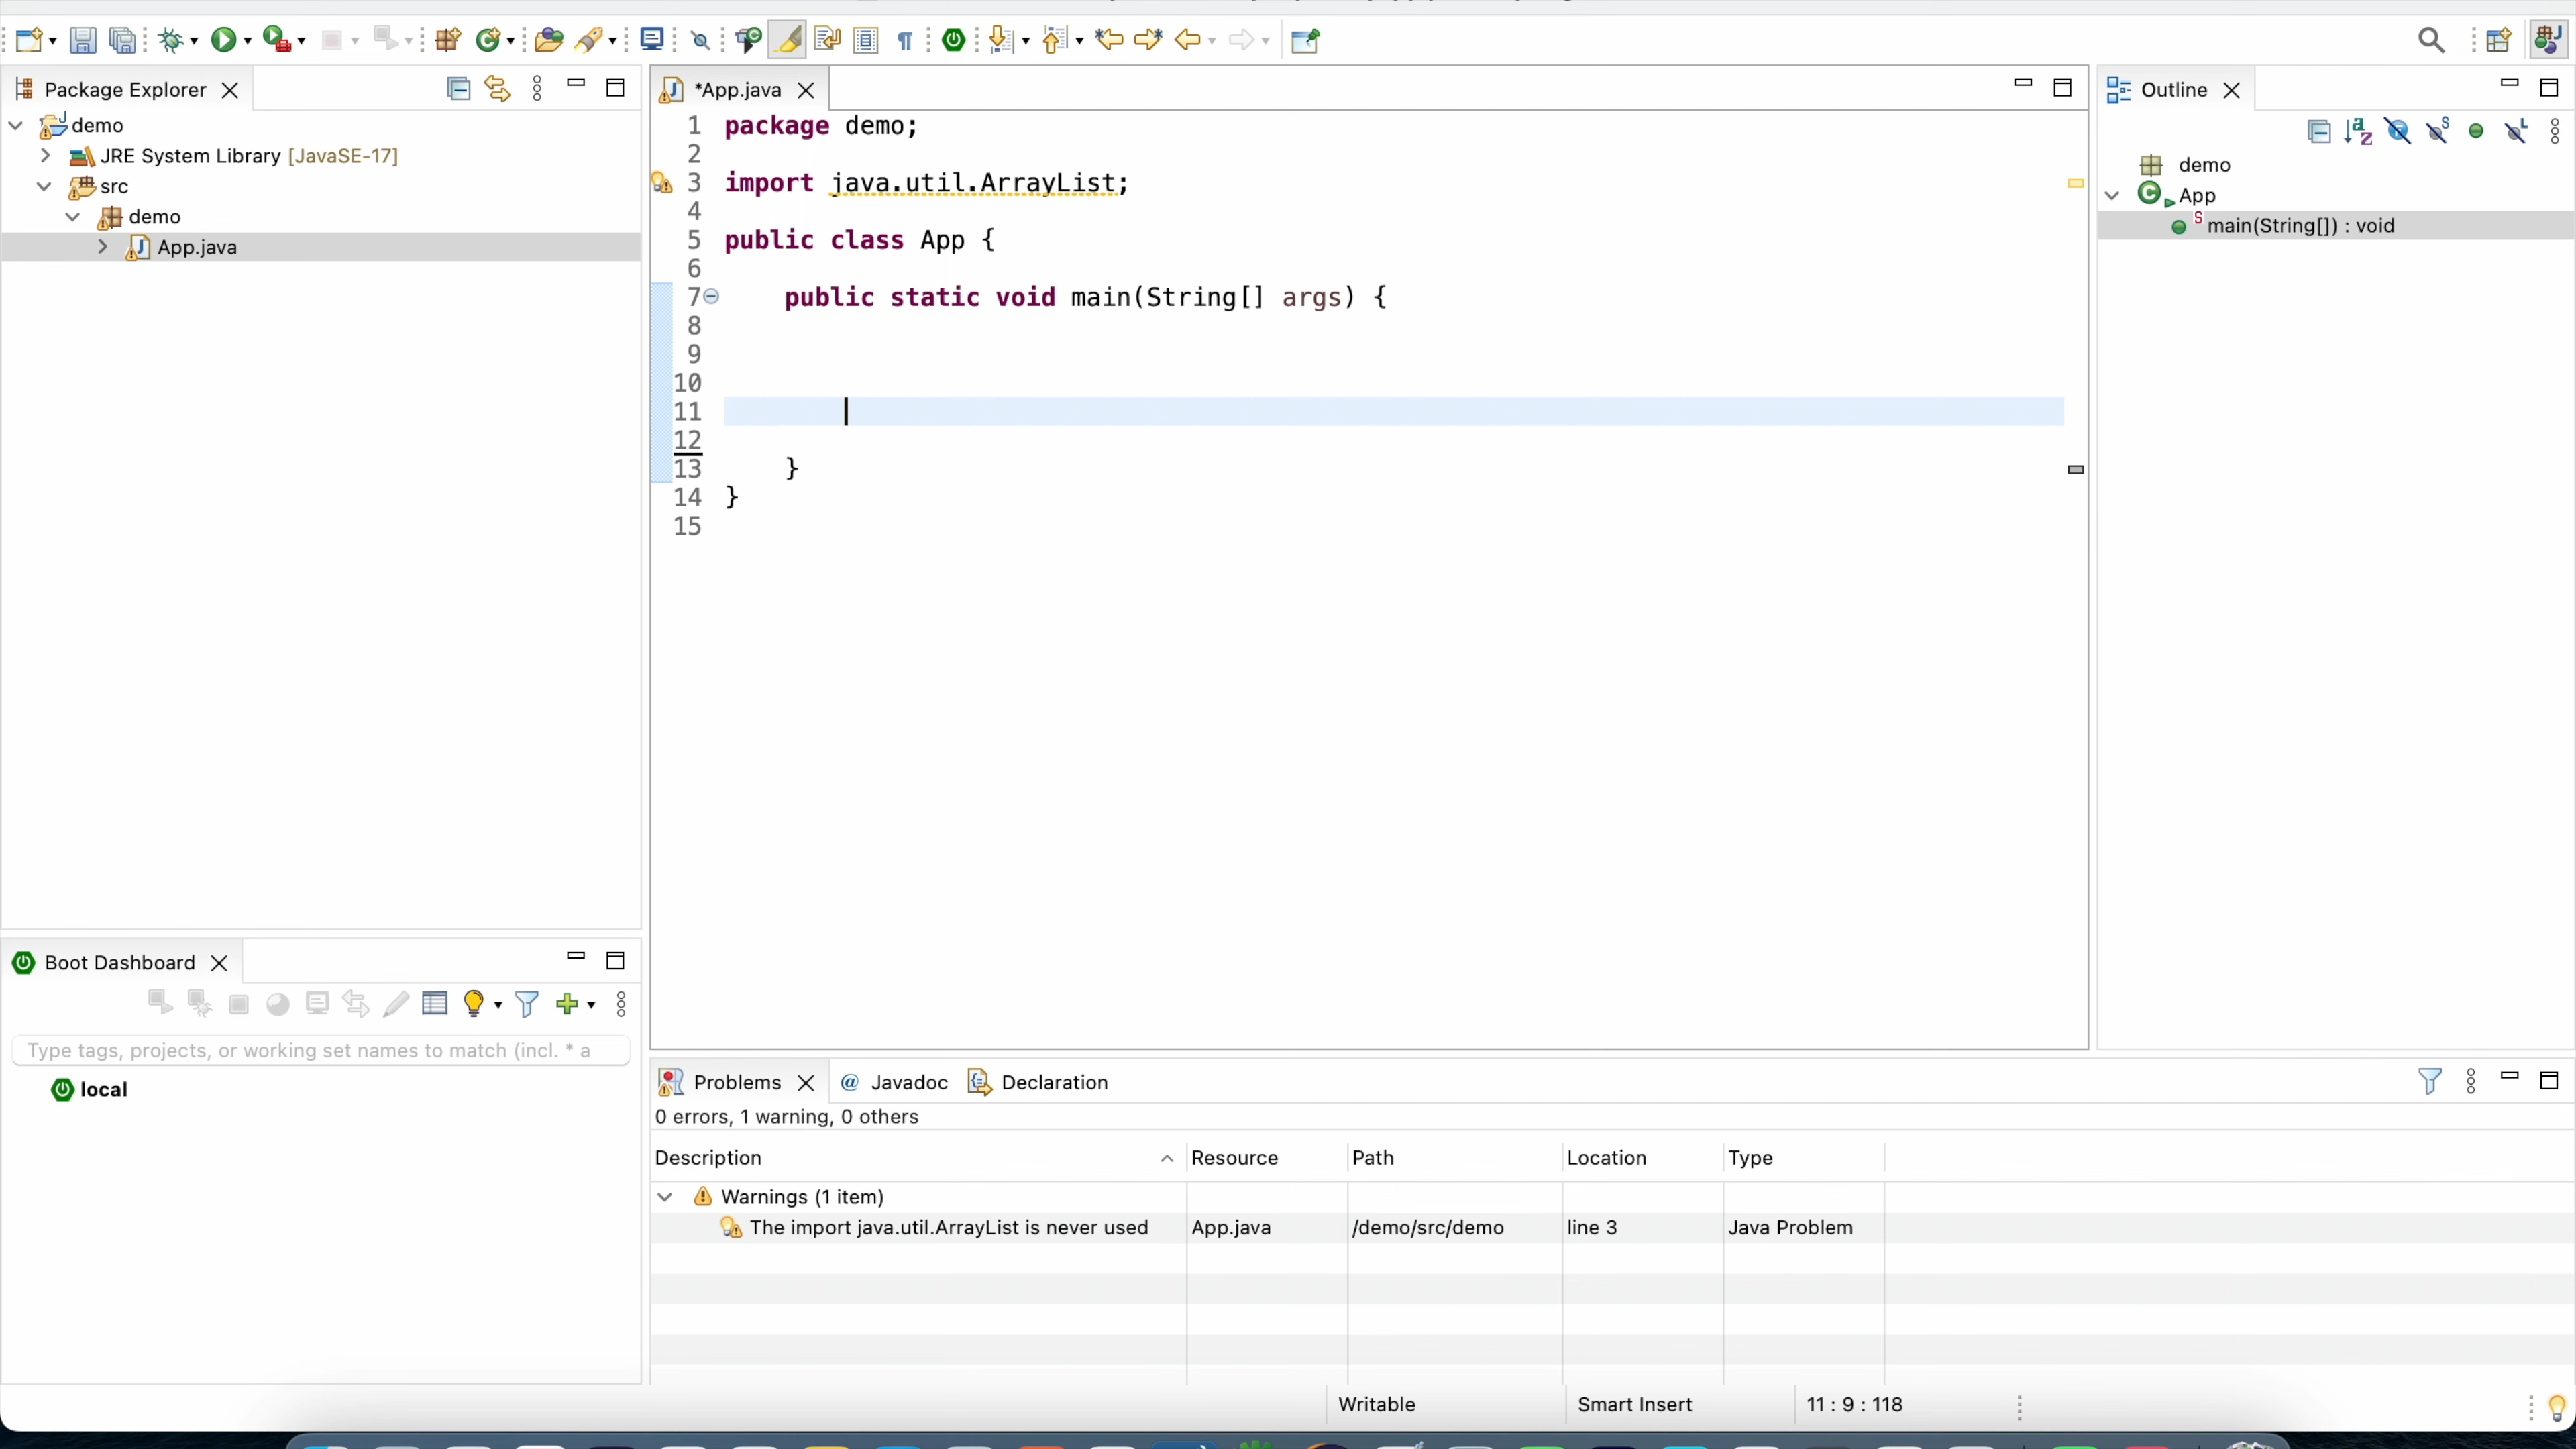 Package Explorer
demo
JRE System Library [JavaSE-17]
src
demo
App.java
*App.java
1 package demo;
2
3 import java.util.ArrayList;
4
5 public class App {
6
7 public static void main(String[] args) {
8
9
10
11
12
13 }
14 }
15
Outline
demo
App
main(String[]) : void
Boot Dashboard
Type tags, projects, or working set names to match (incl. * a
local
Problems @ Javadoc Declaration
0 errors, 1 warning, 0 others
Description Resource Path Location Type
Warnings (1 item)
The import java.util.ArrayList is never used App.java /demo/src/demo line 3 Java Problem
Writable Smart Insert 11 : 9 : 118